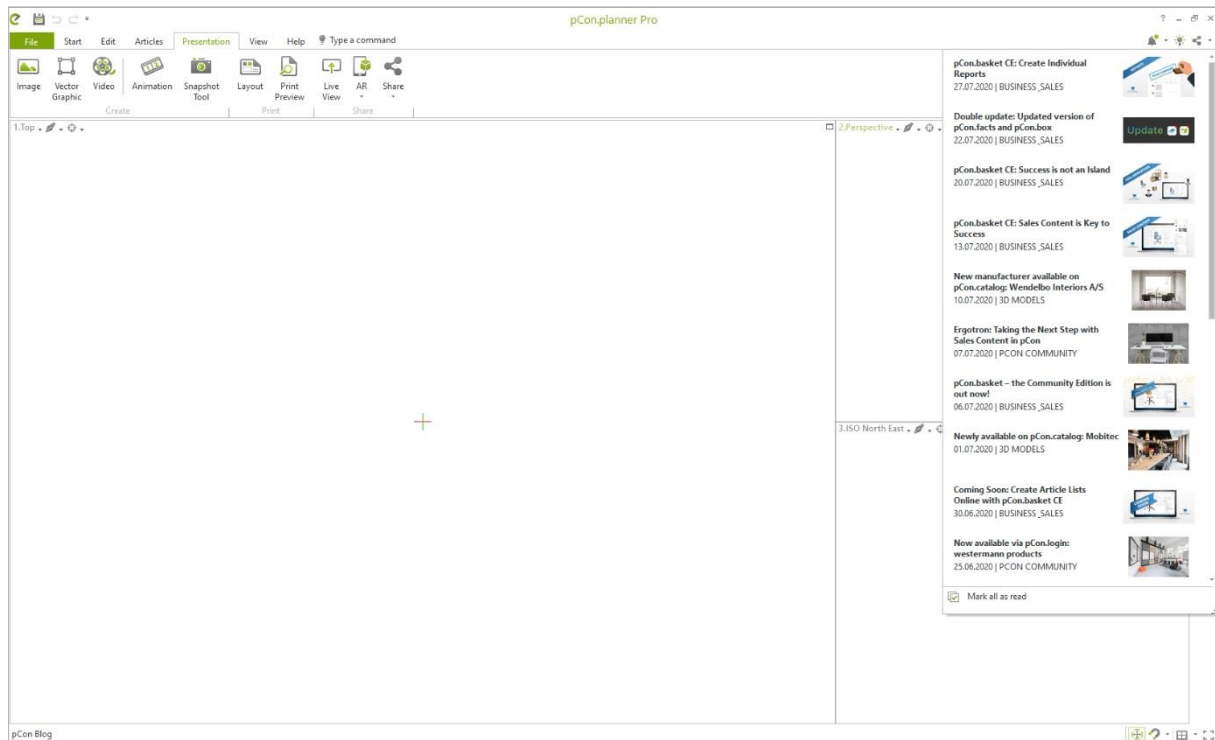 pCon.planner Pro
File Start Edit Articles Presentation View Help Type a command
Image Vector Graphic Video Animation Snapshot Tool Layout Print Preview Live View AR Share
Create Print Share
1.Top
2.Perspective
3.ISO North East
pCon.basket CE: Create Individual
Reports
27.07.2020 | BUSINESS_SALES
Double update: Updated version of
pCon.facts and pCon.box
22.07.2020 | BUSINESS_SALES
Update
pCon.basket CE: Success is not an Island
20.07.2020 | BUSINESS_SALES
pCon.basket CE: Sales Content is Key to
Success
13.07.2020 | BUSINESS_SALES
New manufacturer available on
pCon.catalog: Wendelbo Interiors A/S
10.07.2020 | 3D MODELS
Ergotron: Taking the Next Step with
Sales Content in pCon
07.07.2020 | PCON COMMUNITY
pCon.basket – the Community Edition is
out now!
06.07.2020 | BUSINESS_SALES
Newly available on pCon.catalog: Mobitec
01.07.2020 | 3D MODELS
Coming Soon: Create Article Lists
Online with pCon.basket CE
30.06.2020 | BUSINESS_SALES
Now available via pCon.login:
westermann products
25.06.2020 | PCON COMMUNITY
Mark all as read
pCon Blog